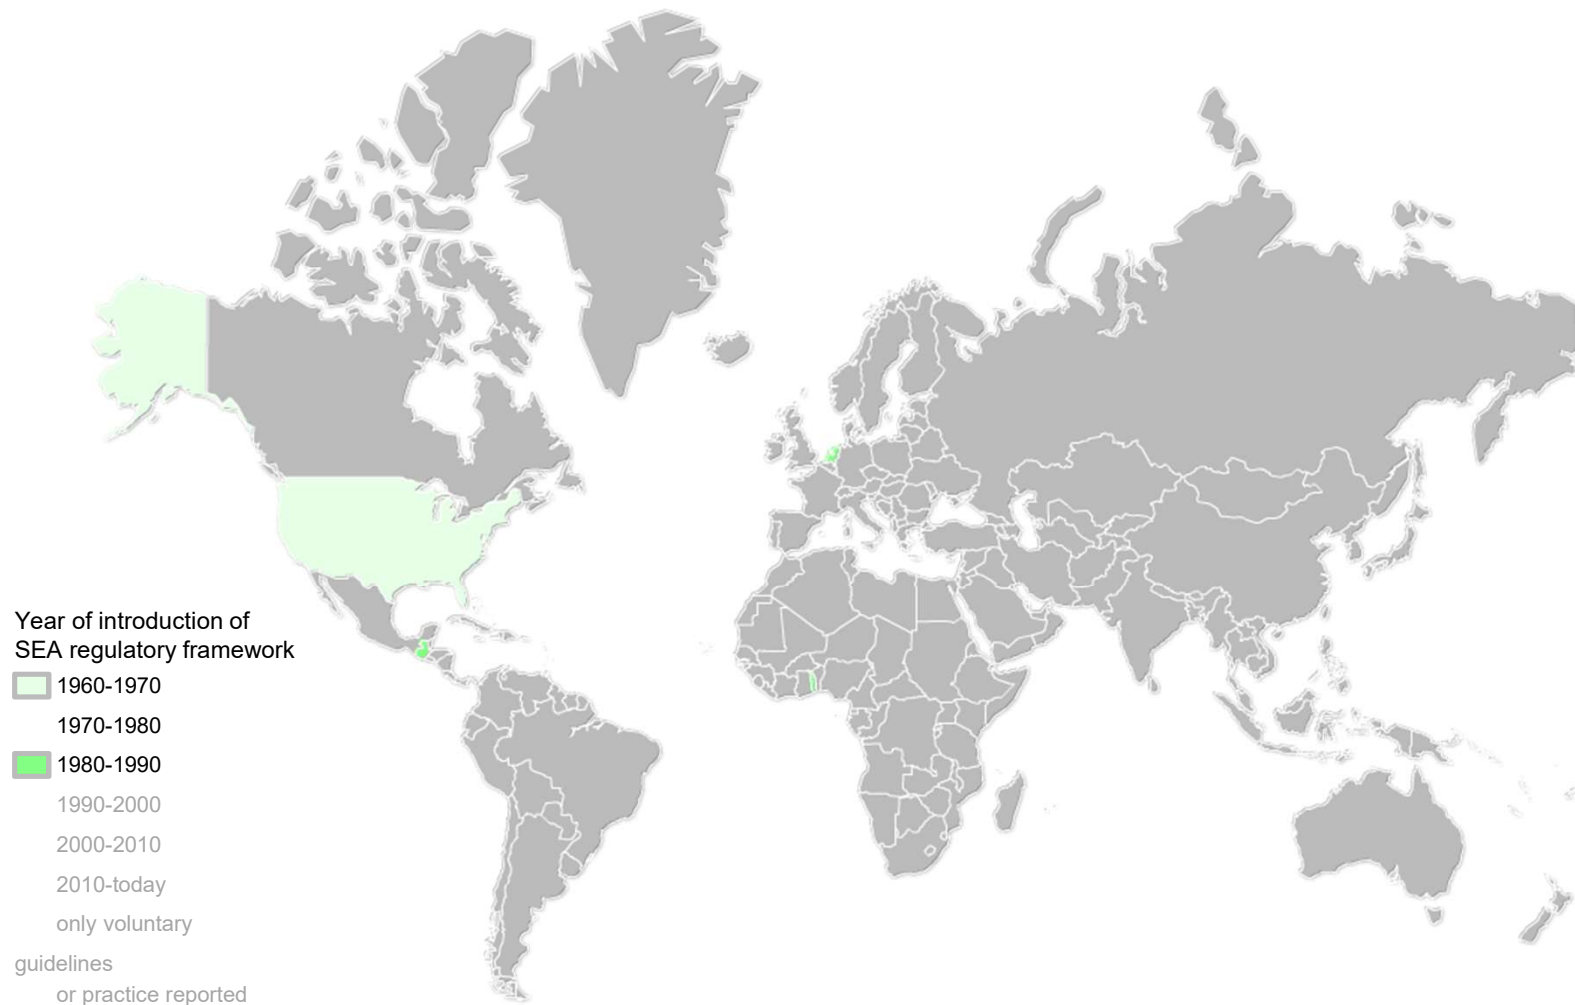 Year of introduction of
SEA regulatory framework
1960-1970
1970-1980
1980-1990
1990-2000
2000-2010
2010-today
only voluntary
guidelines
or practice reported